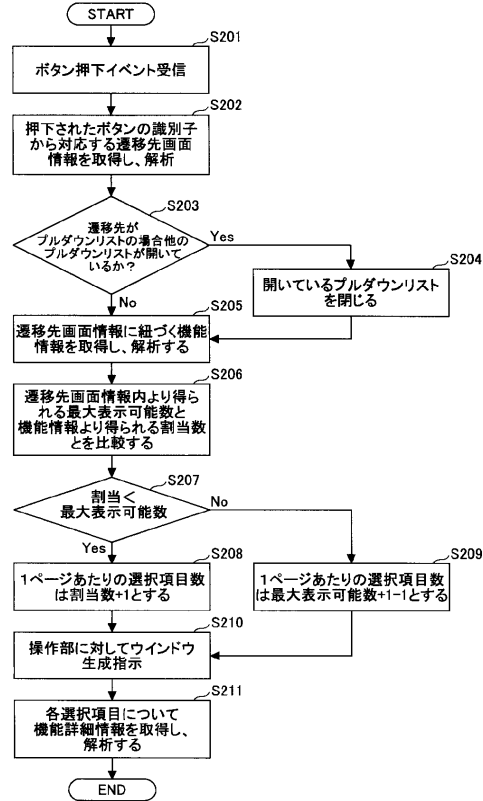 START
S201
ボタン押下イベント受信
S202
押下されたボタンの識別子
から対応する遷移先画面
情報を取得し、解析
S203
遷移先が
プルダウンリストの場合他の
プルダウンリストが開いて
いるか?
Yes
S204
開いているプルダウンリスト
を閉じる
No
S205
遷移先画面情報に紐づく機能
情報を取得し、解析する
S206
遷移先画面情報内より得ら
れる最大表示可能数と
機能情報より得られる割当数
とを比較する
S207
割当<
最大表示可能数
No
Yes
S208
1ページあたりの選択項目数
は割当数+1とする
S209
1ページあたりの選択項目数
は最大表示可能数+1-1とする
S210
操作部に対してウインドウ
生成指示
S211
各選択項目について
機能詳細情報を取得し、
解析する
END